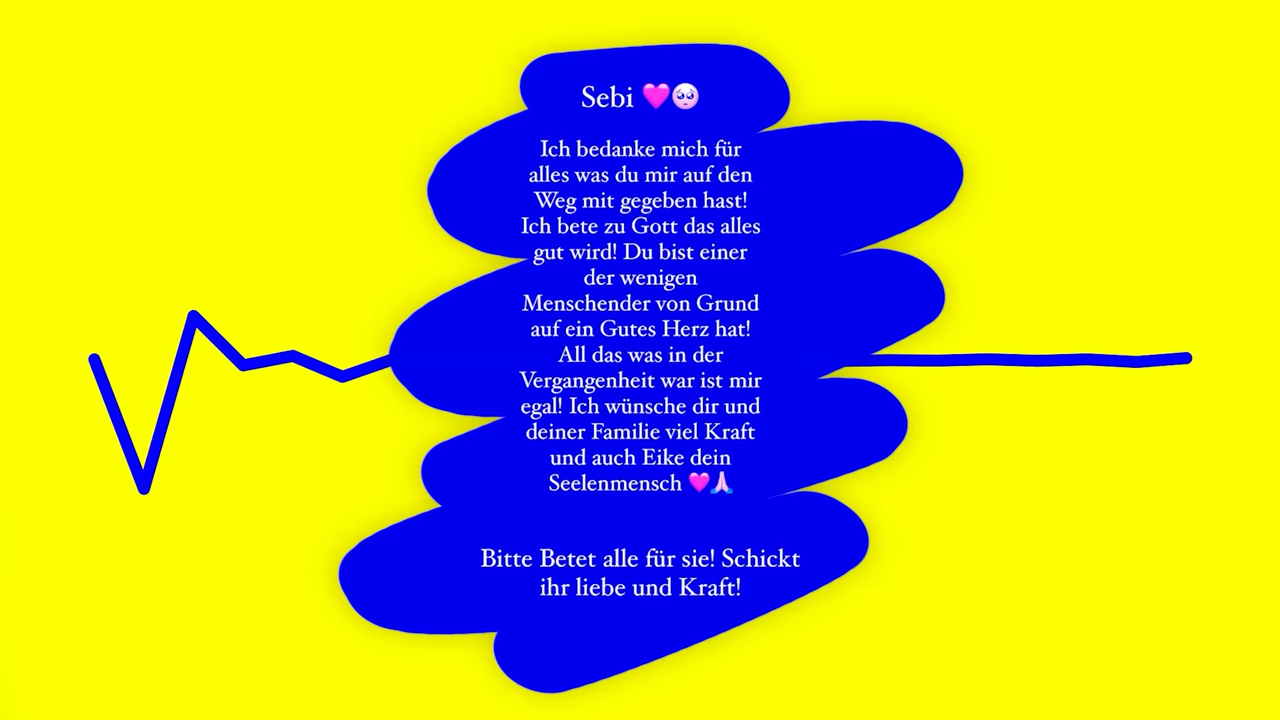 Sebi 🩷🥹
Ich bedanke mich für
alles was du mir auf den
Weg mit gegeben hast!
Ich bete zu Gott das alles
gut wird! Du bist einer
der wenigen
Menschender von Grund
auf ein Gutes Herz hat!
All das was in der
Vergangenheit war ist mir
egal! Ich wünsche dir und
deiner Familie viel Kraft
und auch Eike dein
Seelenmensch 🩷🙏🏻
Bitte Betet alle für sie! Schickt
ihr liebe und Kraft!